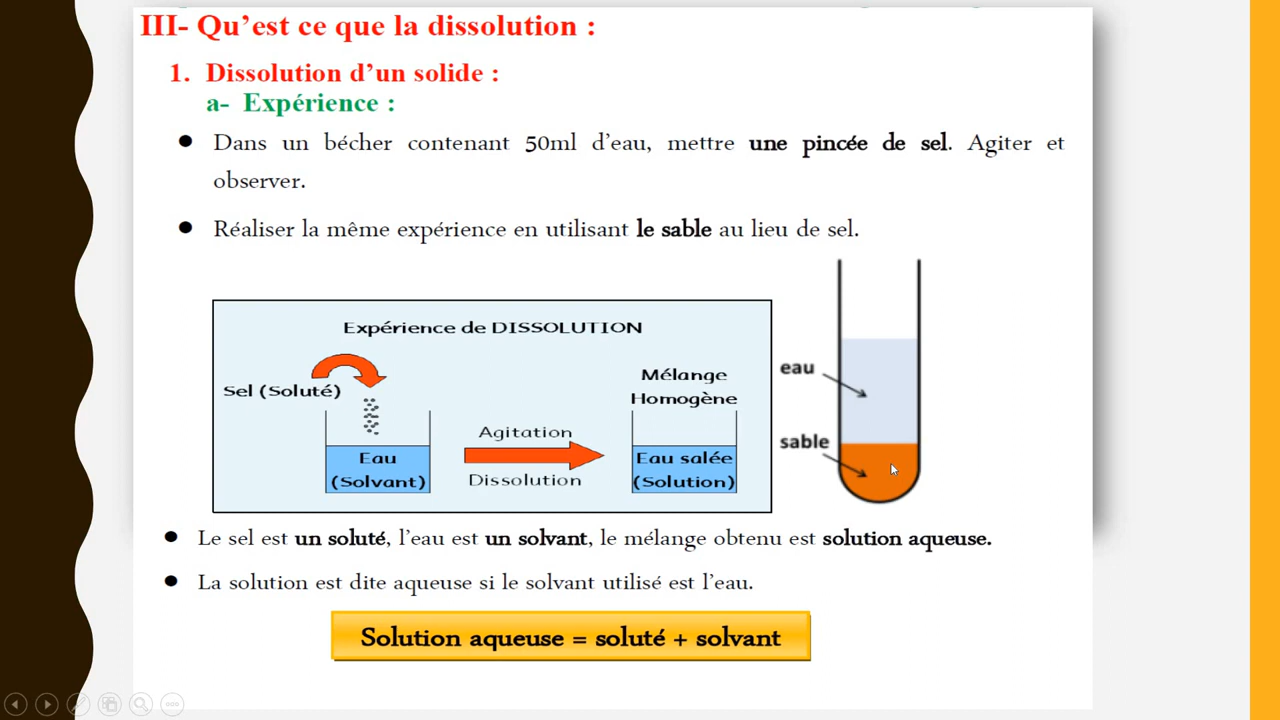 III- Qu’est ce que la dissolution :
1. Dissolution d’un solide :
a- Expérience :
● Dans un bécher contenant 50ml d’eau, mettre une pincée de sel. Agiter et
observer.
● Réaliser la même expérience en utilisant le sable au lieu de sel.
Expérience de DISSOLUTION
Sel (Soluté)
Eau
(Solvant)
Agitation
Dissolution
Mélange
Homogène
Eau salée
(Solution)
eau
sable
● Le sel est un soluté, l’eau est un solvant, le mélange obtenu est solution aqueuse.
● La solution est dite aqueuse si le solvant utilisé est l’eau.
Solution aqueuse = soluté + solvant